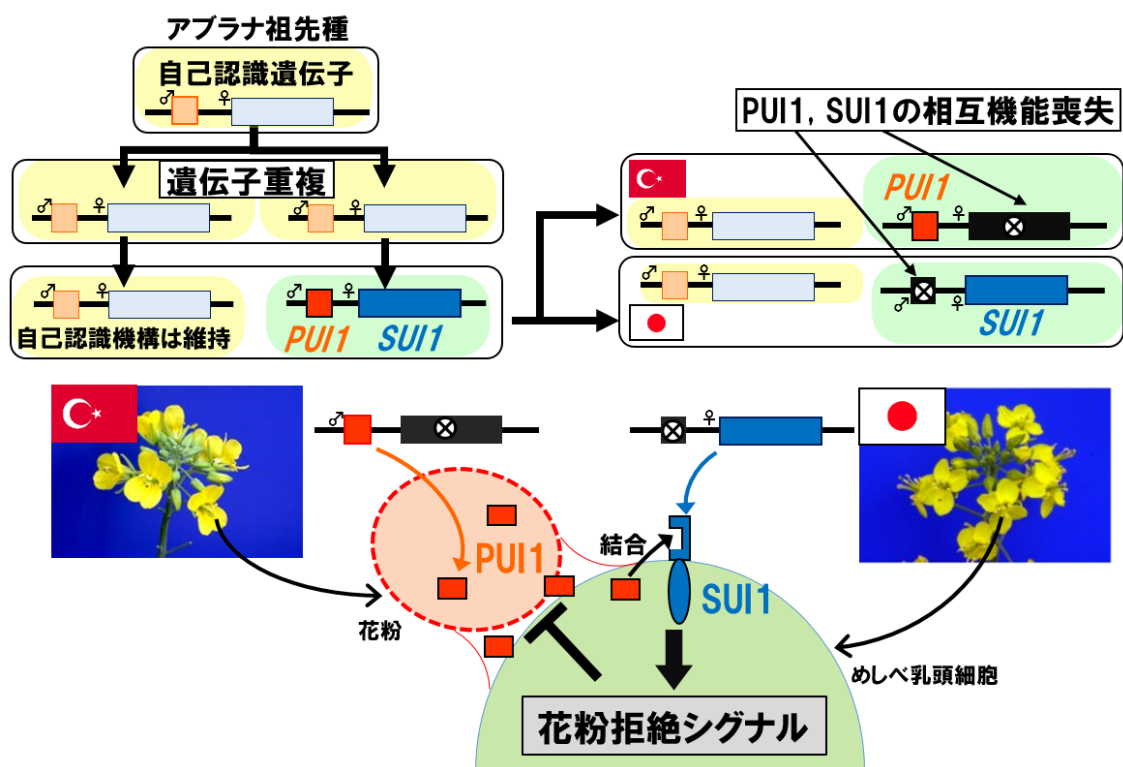 アブラナ祖先種
自己認識遺伝子
♂ ♀
遺伝子重複
♂ ♀
♂ ♀
♂ ♀
自己認識機構は維持
♂ ♀
PUI1 SUI1
PUI1, SUI1の相互機能喪失
♂ ♀
PUI1
♂ ♀
♂ ♀
♂ ♀
SUI1
♂
♀
PUI1
花粉
結合
SUI1
めしべ乳頭細胞
花粉拒絶シグナル